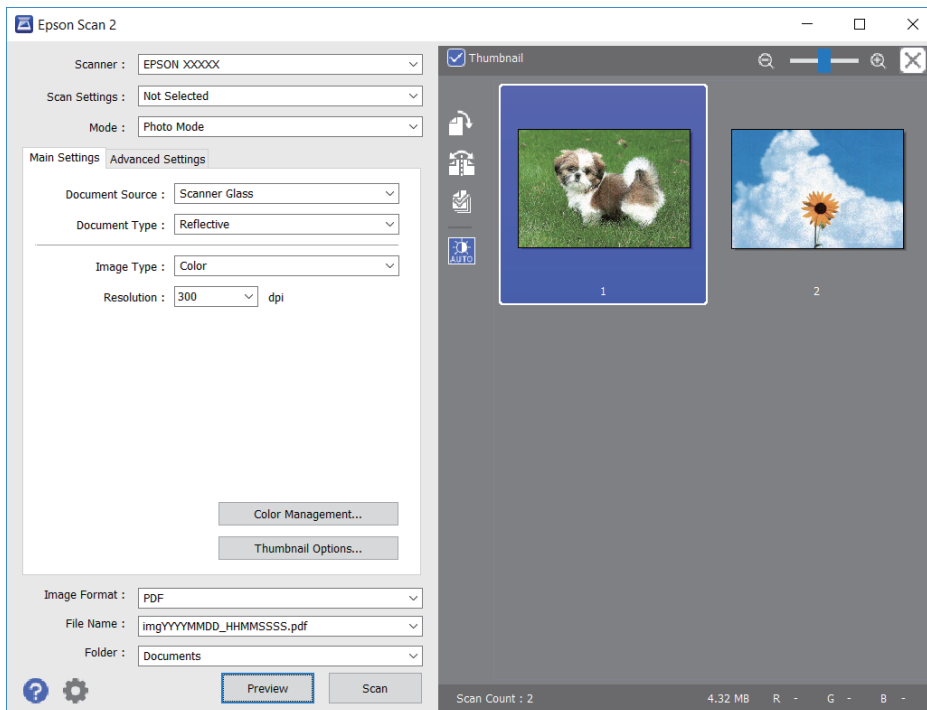 Epson Scan 2
Scanner : EPSON XXXXX
Scan Settings : Not Selected
Mode : Photo Mode
Main Settings Advanced Settings
Document Source : Scanner Glass
Document Type : Reflective
Image Type : Color
Resolution : 300 dpi
Color Management...
Thumbnail Options...
Image Format : PDF
File Name : imgYYYYMMDD_HHMMSSSS.pdf
Folder : Documents
? Preview Scan
Thumbnail
AUTO
1 2
Scan Count : 2 4.32 MB R - G - B -